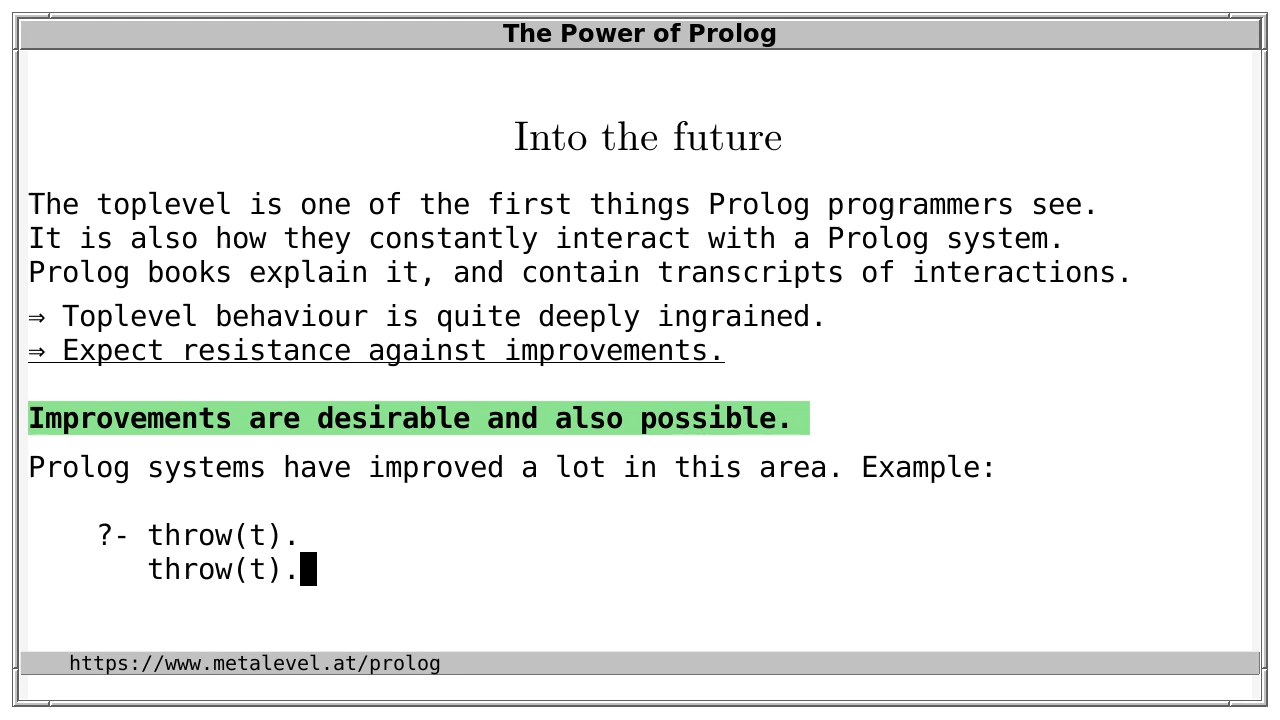 The Power of Prolog
Into the future
The toplevel is one of the first things Prolog programmers see.
It is also how they constantly interact with a Prolog system.
Prolog books explain it, and contain transcripts of interactions.
⇒ Toplevel behaviour is quite deeply ingrained.
⇒ Expect resistance against improvements.
Improvements are desirable and also possible.
Prolog systems have improved a lot in this area. Example:
?- throw(t).
throw(t).
https://www.metalevel.at/prolog